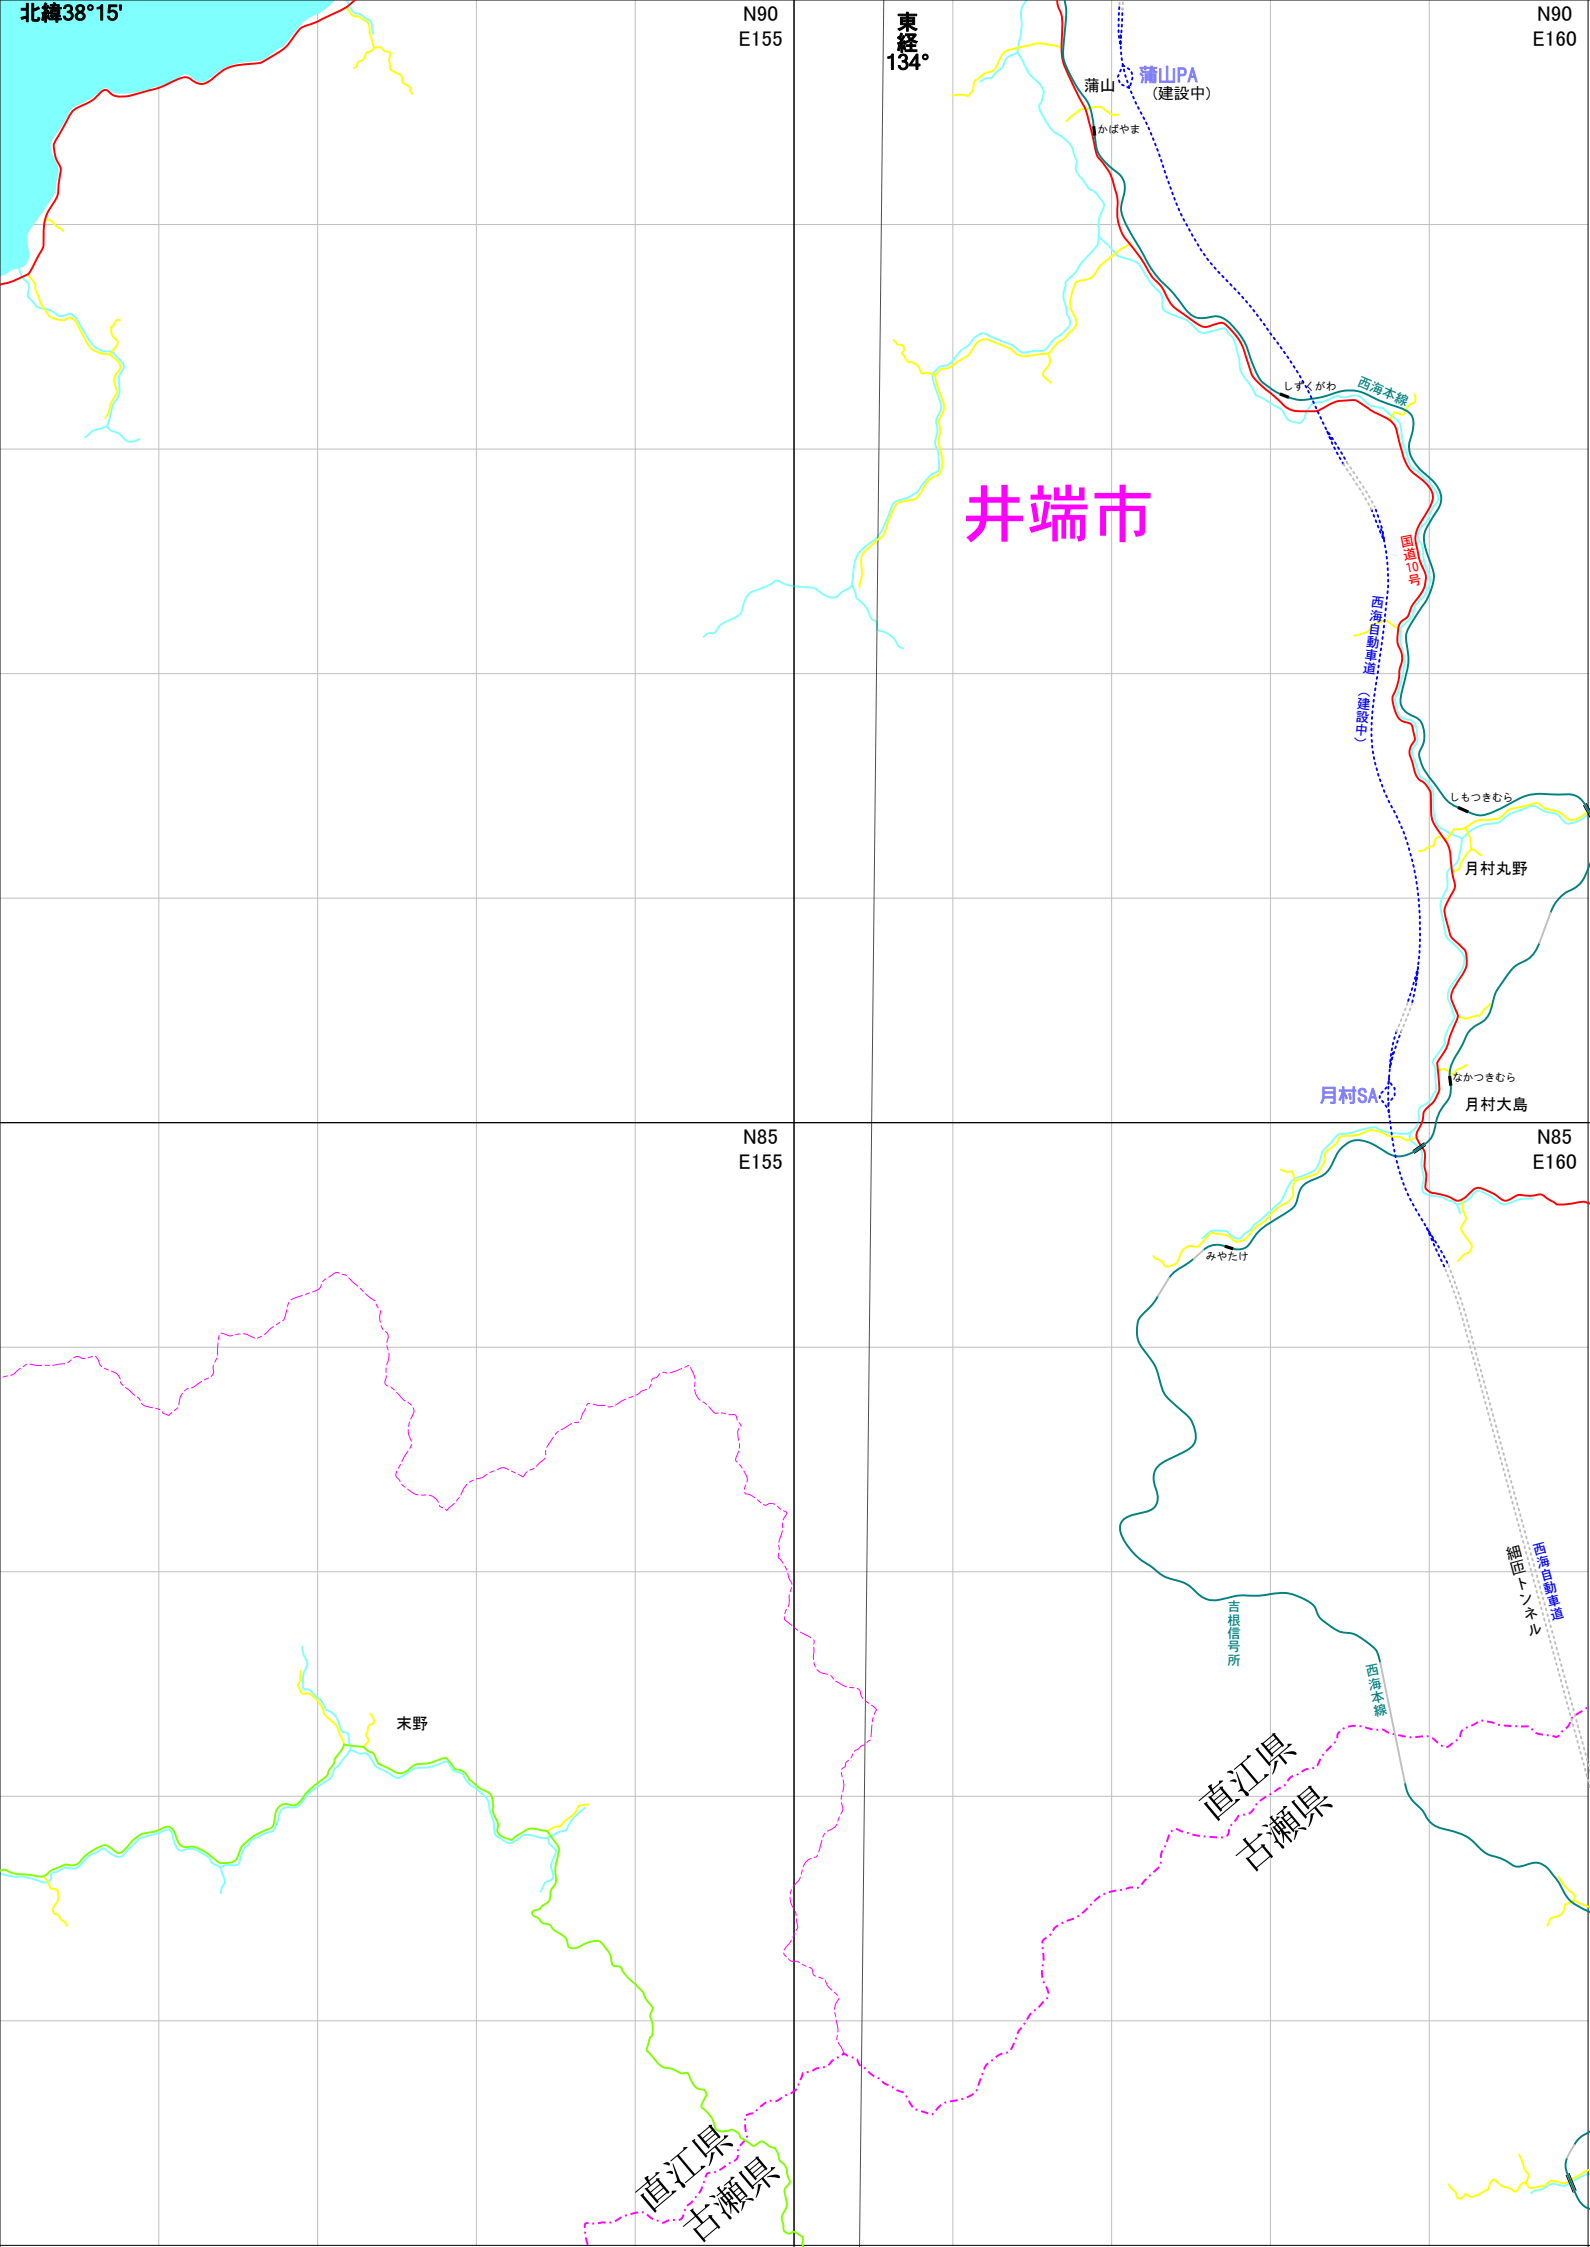 北緯38°15'
N90
E155
東経
134°
N90
E160
蒲山
蒲山PA
（建設中）
かばやま
しずくがわ
西海本線
井端市
国道10号
西海自動車道
（建設中）
しもつきむら
月村丸野
なかつきむら
月村SA
月村大島
N85
E155
N85
E160
みやたけ
西海自動車道
細匝トンネル
吉根信号所
西海本線
末野
直江県
古瀬県
直江県
古瀬県